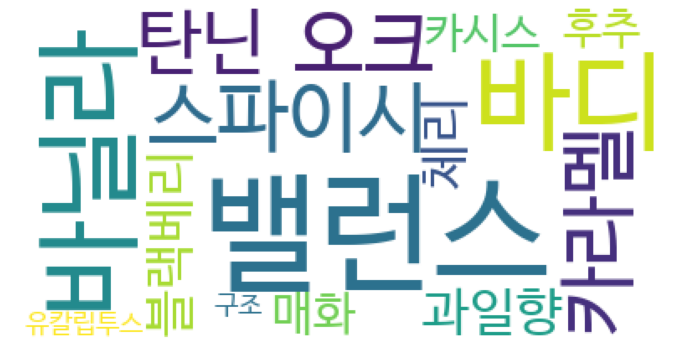 탄닌
오크
카시스
후추
바닐라
스파이시
체리
바디
블랙베리
밸런스
카라멜
유칼립투스
구조
매화
과일향